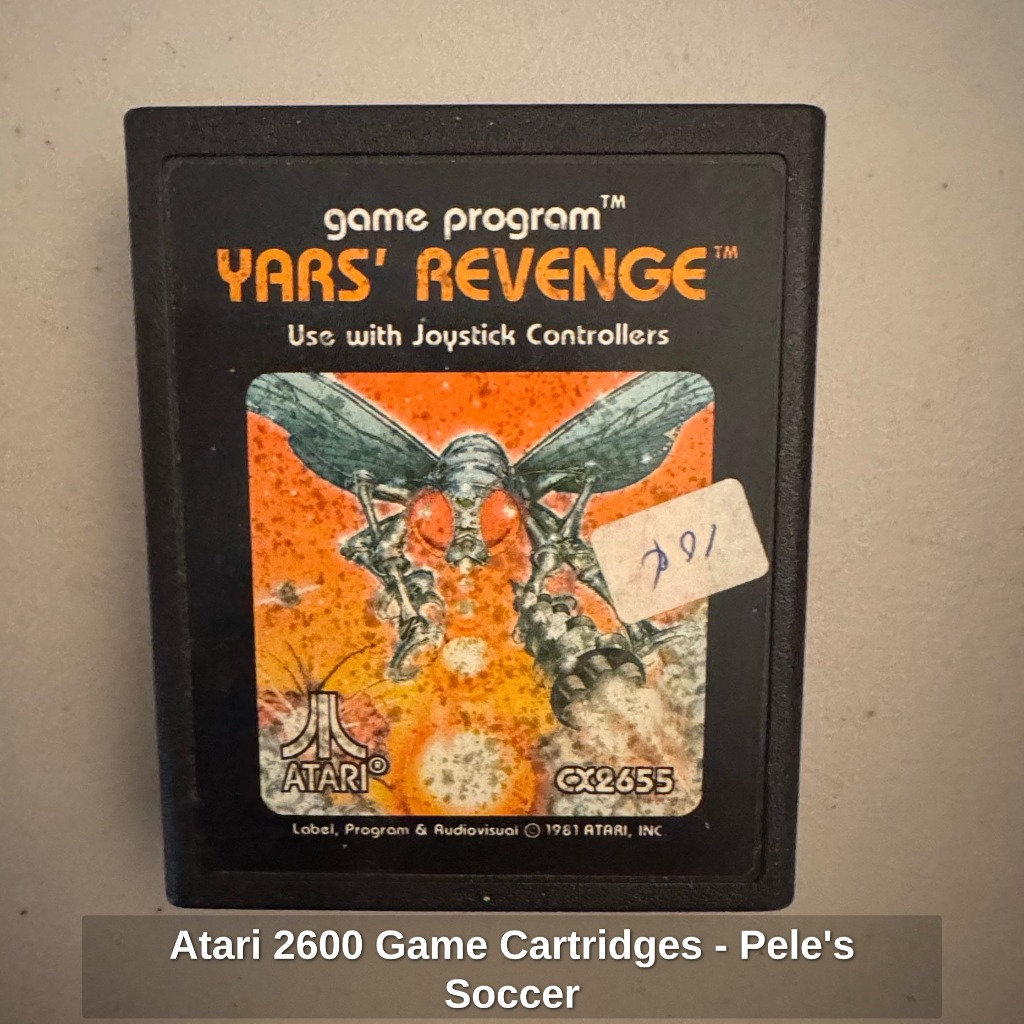 game program™
YARS' REVENGE™
Use with Joystick Controllers
ATARI®
CX2655
Label, Program & Audiovisual © 1981 ATARI, INC
Atari 2600 Game Cartridges - Pele's
Soccer